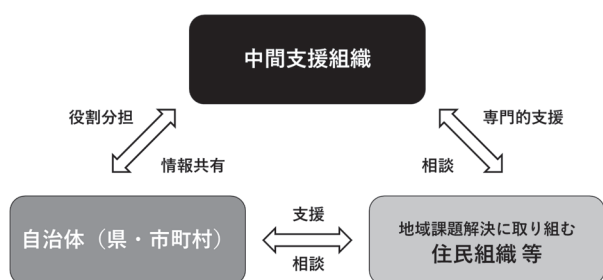 中間支援組織
役割分担
専門的支援
情報共有
相談
自治体（県・市町村）
支援
相談
地域課題解決に取り組む
住民組織 等